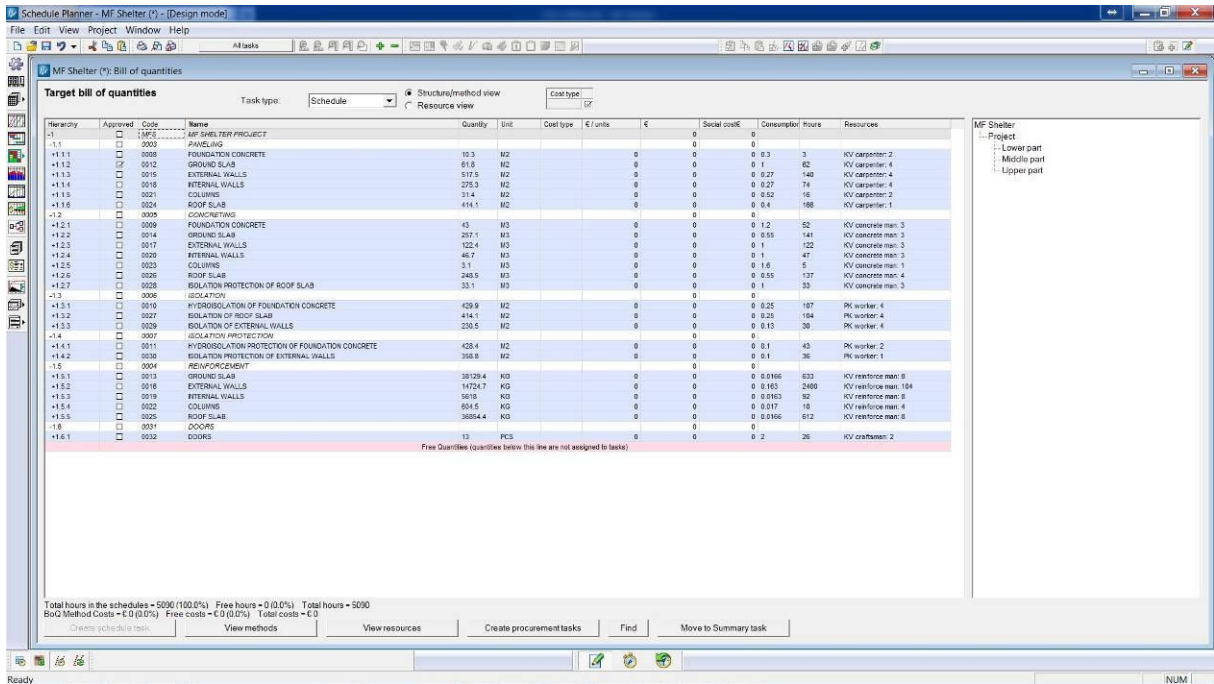 Schedule Planner - MF Shelter (*) - [Design mode]
File Edit View Project Window Help
All tasks
MF Shelter (*): Bill of quantities
Target bill of quantities
Task type: Schedule
Structure/method view
Resource view
Cost type
Hierarchy Approved Code Name Quantity Unit Cost type € / units € Social cost€ Consumption Hours Resources
-1 MFS MF SHELTER PROJECT 0 0
-1.1 0003 PANELING 0 0
+1.1.1 0008 FOUNDATION CONCRETE 10.3 M2 0 0 0 0.3 3 KV carpenter: 2
+1.1.2 0012 GROUND SLAB 61.8 M2 0 0 0 1 62 KV carpenter: 4
+1.1.3 0015 EXTERNAL WALLS 517.5 M2 0 0 0 0.27 140 KV carpenter: 4
+1.1.4 0018 INTERNAL WALLS 275.3 M2 0 0 0 0.27 74 KV carpenter: 4
+1.1.5 0021 COLUMNS 31.4 M2 0 0 0 0.52 16 KV carpenter: 2
+1.1.6 0024 ROOF SLAB 414.1 M2 0 0 0 0.4 166 KV carpenter: 1
-1.2 0005 CONCRETING 0 0
+1.2.1 0009 FOUNDATION CONCRETE 43 M3 0 0 0 1.2 52 KV concrete man: 3
+1.2.2 0014 GROUND SLAB 257.1 M3 0 0 0 0.55 141 KV concrete man: 3
+1.2.3 0017 EXTERNAL WALLS 122.4 M3 0 0 0 1 122 KV concrete man: 3
+1.2.4 0020 INTERNAL WALLS 46.7 M3 0 0 0 1 47 KV concrete man: 3
+1.2.5 0023 COLUMNS 3.1 M3 0 0 0 1.6 5 KV concrete man: 1
+1.2.6 0026 ROOF SLAB 248.5 M3 0 0 0 0.55 137 KV concrete man: 4
+1.2.7 0028 ISOLATION PROTECTION OF ROOF SLAB 33.1 M3 0 0 0 1 33 KV concrete man: 3
-1.3 0006 ISOLATION 0 0
+1.3.1 0010 HYDROISOLATION OF FOUNDATION CONCRETE 429.9 M2 0 0 0 0.25 107 PK worker: 4
+1.3.2 0027 ISOLATION OF ROOF SLAB 414.1 M2 0 0 0 0.25 104 PK worker: 4
+1.3.3 0029 ISOLATION OF EXTERNAL WALLS 230.5 M2 0 0 0 0.13 30 PK worker: 4
-1.4 0007 ISOLATION PROTECTION 0 0
+1.4.1 0011 HYDROISOLATION PROTECTION OF FOUNDATION CONCRETE 428.4 M2 0 0 0 0.1 43 PK worker: 2
+1.4.2 0030 ISOLATION PROTECTION OF EXTERNAL WALLS 358.8 M2 0 0 0 0.1 36 PK worker: 1
-1.5 0004 REINFORCEMENT 0 0
+1.5.1 0013 GROUND SLAB 38129.4 KG 0 0 0 0.0166 633 KV reinforce man: 8
+1.5.2 0016 EXTERNAL WALLS 14724.7 KG 0 0 0 0.163 2400 KV reinforce man: 104
+1.5.3 0019 INTERNAL WALLS 5618 KG 0 0 0 0.0163 92 KV reinforce man: 8
+1.5.4 0022 COLUMNS 604.5 KG 0 0 0 0.017 10 KV reinforce man: 4
+1.5.5 0025 ROOF SLAB 36854.4 KG 0 0 0 0.0166 612 KV reinforce man: 8
-1.6 0031 DOORS 0 0
+1.6.1 0032 DOORS 13 PCS 0 0 0 2 26 KV craftsman: 2
Free Quantities (quantities below this line are not assigned to tasks)
MF Shelter
Project
Lower part
Middle part
Upper part
Total hours in the schedules = 5090 (100.0%) Free hours = 0 (0.0%) Total hours = 5090
BoQ Method Costs = € 0 (0.0%) Free costs = € 0 (0.0%) Total costs = € 0
Create schedule task View methods View resources Create procurement tasks Find Move to Summary task
Ready NUM